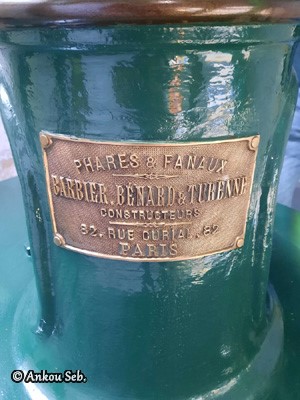 PHARES & FANAUX
BARBIER, BÉNARD & TURENNE
CONSTRUCTEURS
82, RUE CURIAL, 82
PARIS
© Ankou Seb.